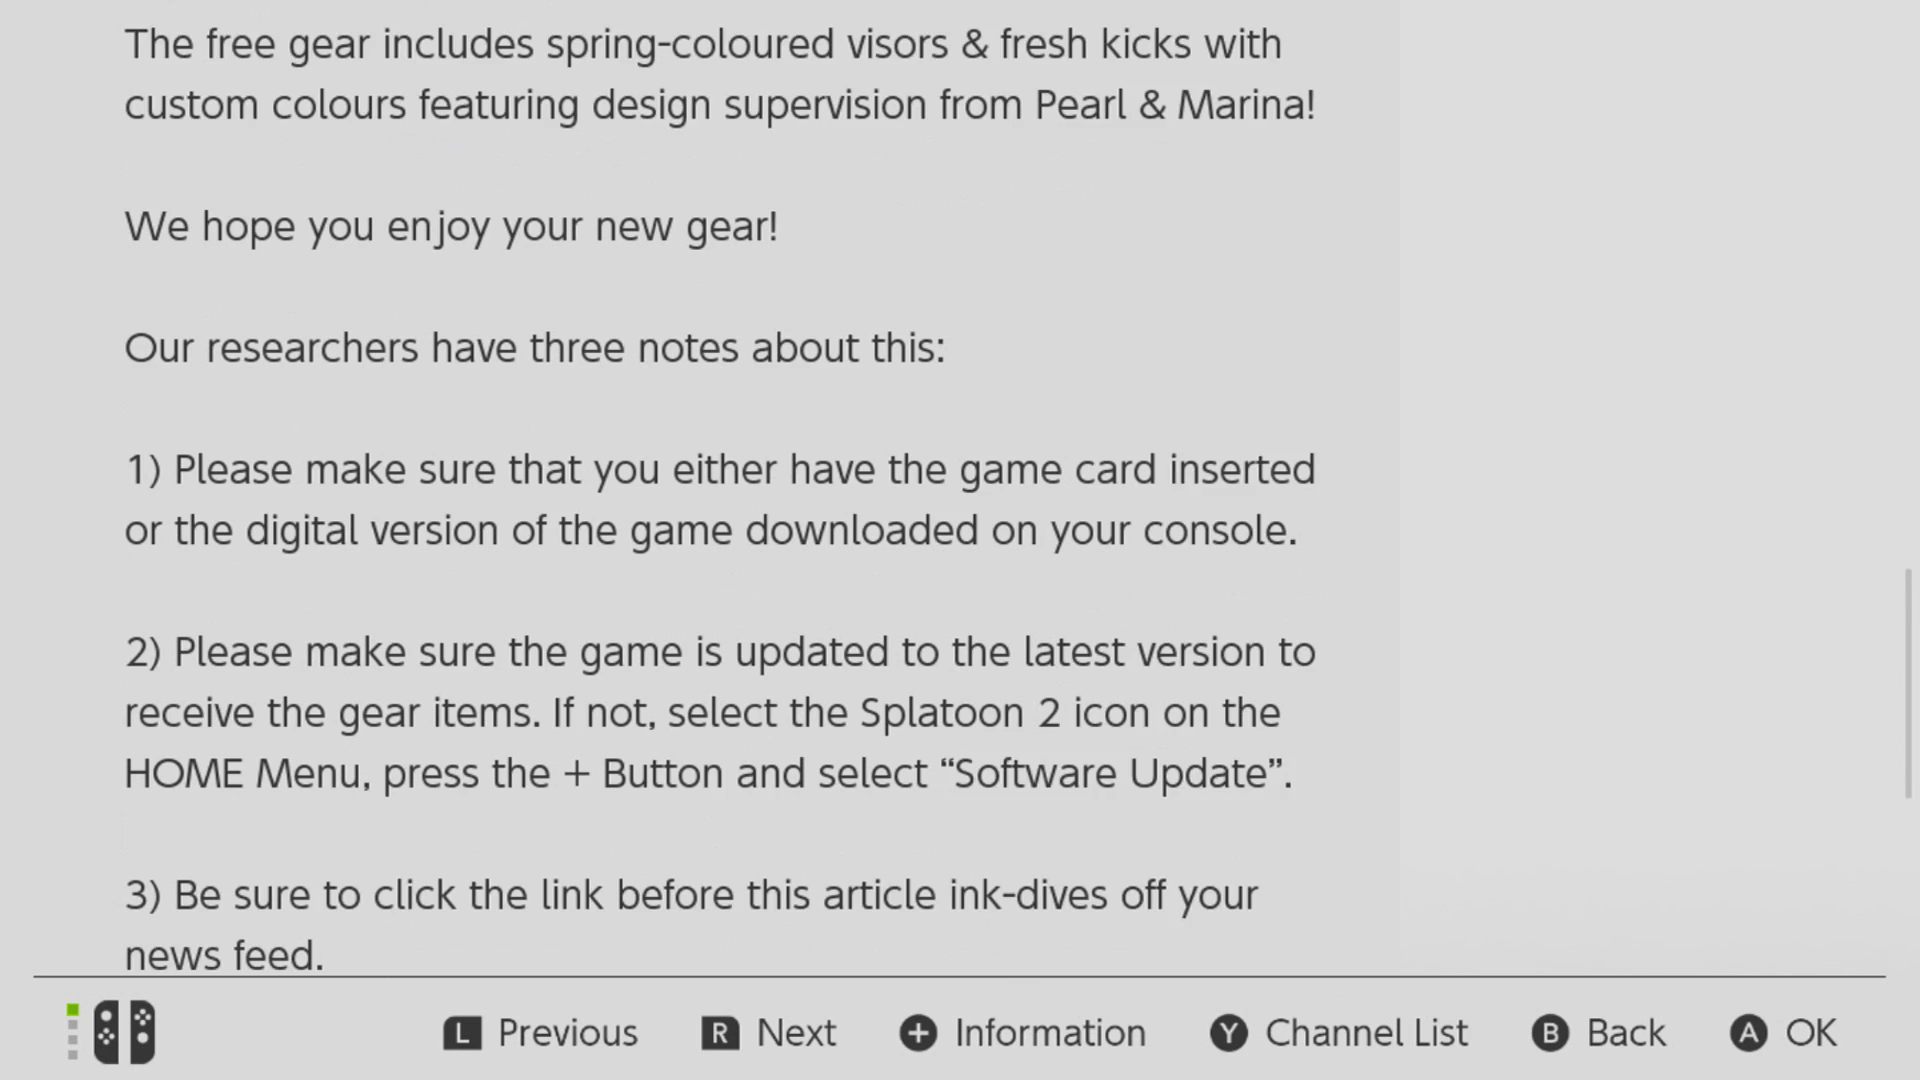 The free gear includes spring-coloured visors & fresh kicks with
custom colours featuring design supervision from Pearl & Marina!
We hope you enjoy your new gear!
Our researchers have three notes about this:
1) Please make sure that you either have the game card inserted
or the digital version of the game downloaded on your console.
2) Please make sure the game is updated to the latest version to
receive the gear items. If not, select the Splatoon 2 icon on the
HOME Menu, press the + Button and select “Software Update”.
3) Be sure to click the link before this article ink-dives off your
news feed.
L Previous R Next + Information Y Channel List B Back A OK